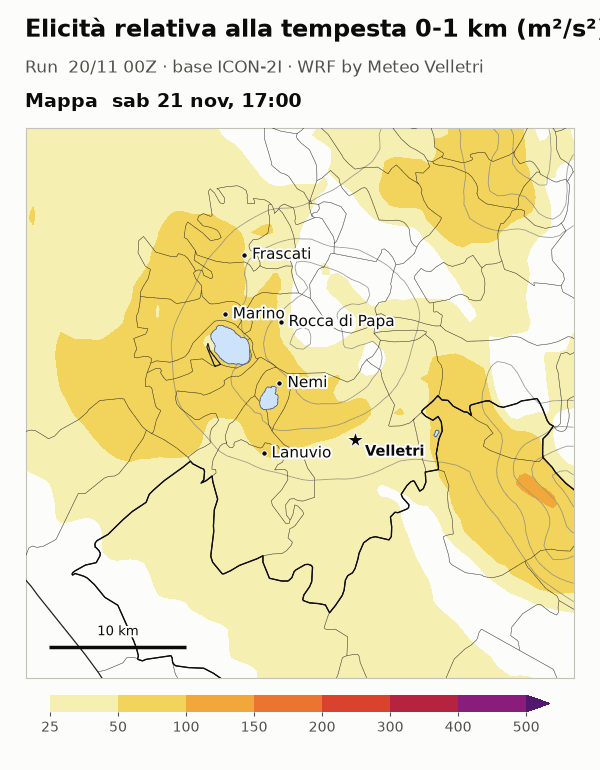 Elicità relativa alla tempesta 0-1 km (m²/s²)
Run  20/11 00Z · base ICON-2I · WRF by Meteo Velletri
Mappa  sab 21 nov, 17:00
Frascati
Marino
Rocca di Papa
Nemi
Velletri
Lanuvio
10 km
25 50 100 150 200 300 400 500